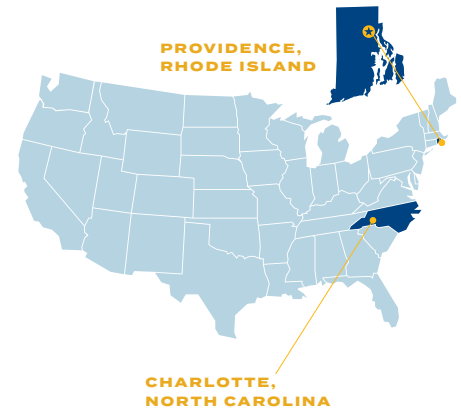 PROVIDENCE,
RHODE ISLAND
CHARLOTTE,
NORTH CAROLINA